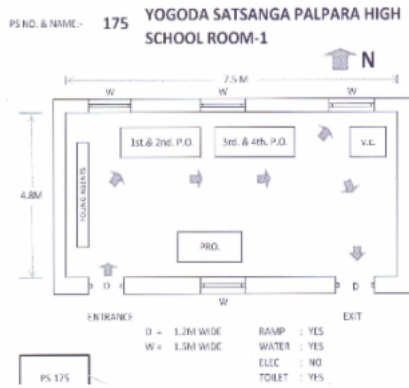 PS NO. & NAME:- 175 YOGODA SATSANGA PALPARA HIGH
SCHOOL ROOM-1
N
7.5 M
W W W
1st.& 2nd. P.O. 3rd. & 4th. P.O. V.C.
4.8M
POLLING AGENTS
PRO.
D W D
ENTRANCE EXIT
D = 1.2M WIDE RAMP : YES
W = 1.5M WIDE WATER : YES
ELEC : NO
TOILET : YES
PS 175